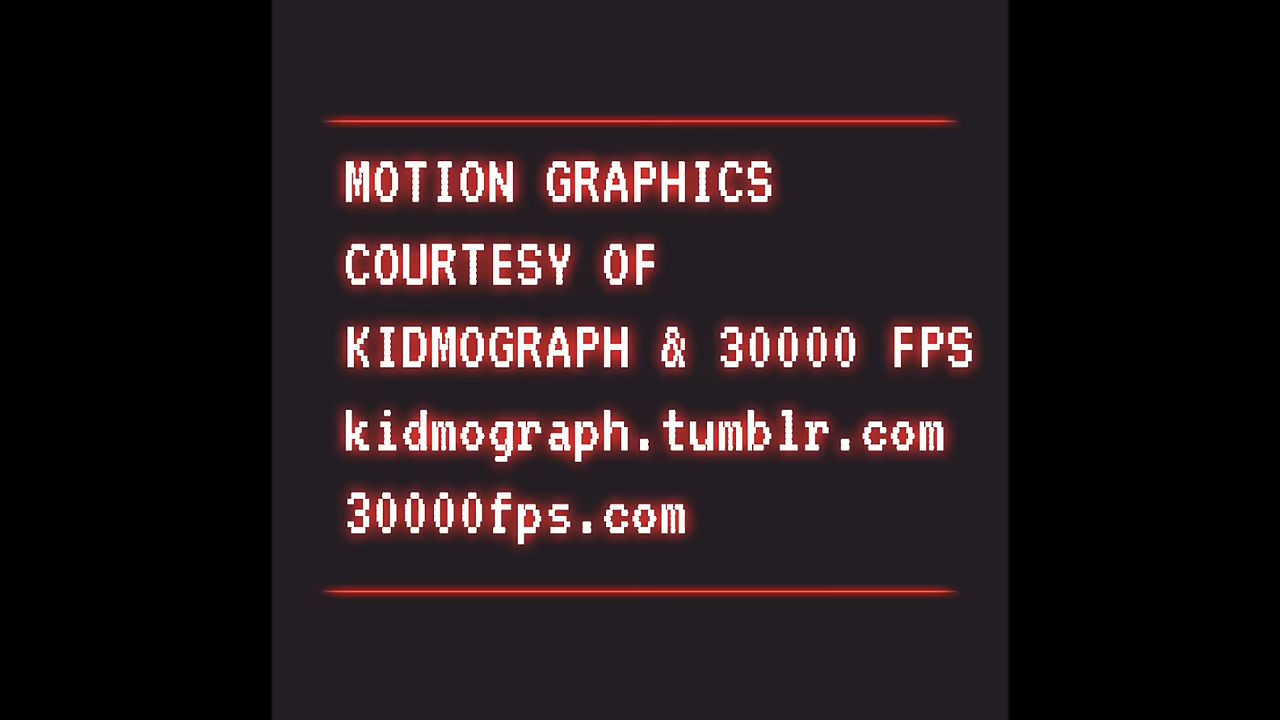 MOTION GRAPHICS
COURTESY OF
KIDMOGRAPH & 30000 FPS
kidmograph.tumblr.com
30000fps.com